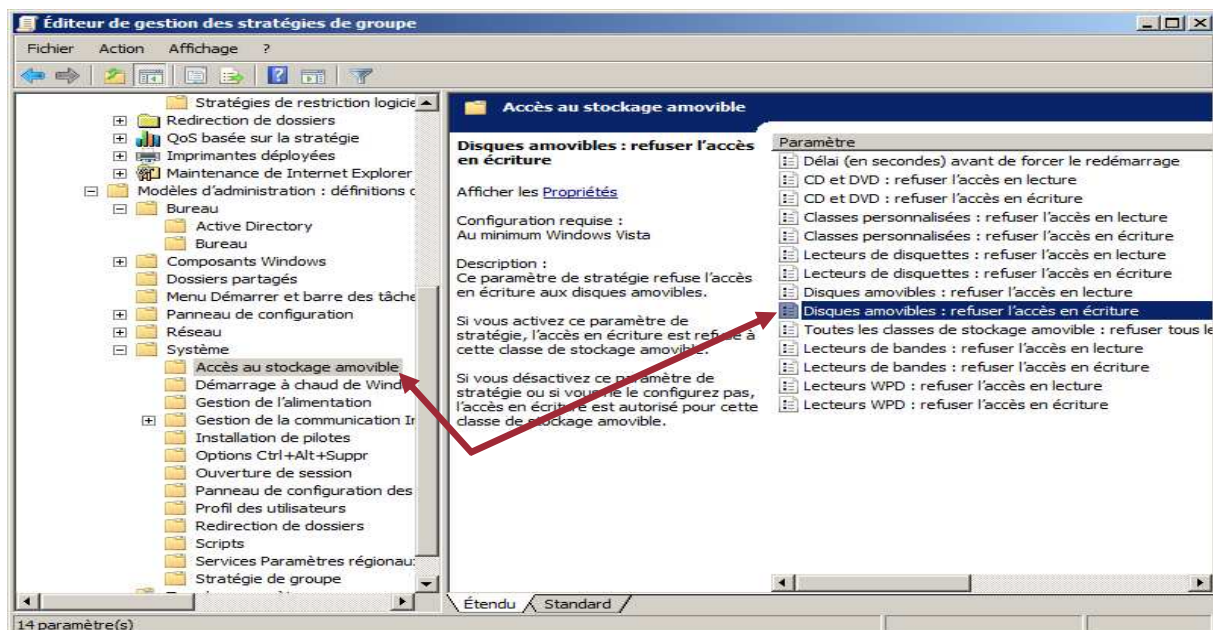 Éditeur de gestion des stratégies de groupe
Fichier Action Affichage ?
Stratégies de restriction logicie
Redirection de dossiers
QoS basée sur la stratégie
Imprimantes déployées
Maintenance de Internet Explorer
Modèles d'administration : définitions
Bureau
Active Directory
Bureau
Composants Windows
Dossiers partagés
Menu Démarrer et barre des tâche
Panneau de configuration
Réseau
Système
Accès au stockage amovible
Démarrage à chaud de Wind
Gestion de l'alimentation
Gestion de la communication
Installation de pilotes
Options Ctrl+Alt+Suppr
Ouverture de session
Panneau de configuration des
Profil des utilisateurs
Redirection de dossiers
Scripts
Services Paramètres régionau
Stratégie de groupe
Accès au stockage amovible
Disques amovibles : refuser l'accès
en écriture
Afficher les Propriétés
Configuration requise :
Au minimum Windows Vista
Description :
Ce paramètre de stratégie refuse l'accès
en écriture aux disques amovibles.
Si vous activez ce paramètre de
stratégie, l'accès en écriture est refusé à
cette classe de stockage amovible.
Si vous désactivez ce paramètre de
stratégie ou si vous ne le configurez pas,
l'accès en écriture est autorisé pour cette
classe de stockage amovible.
Paramètre
Délai (en secondes) avant de forcer le redémarrage
CD et DVD : refuser l'accès en lecture
CD et DVD : refuser l'accès en écriture
Classes personnalisées : refuser l'accès en lecture
Classes personnalisées : refuser l'accès en écriture
Lecteurs de disquettes : refuser l'accès en lecture
Lecteurs de disquettes : refuser l'accès en écriture
Disques amovibles : refuser l'accès en lecture
Disques amovibles : refuser l'accès en écriture
Toutes les classes de stockage amovible : refuser tous le
Lecteurs de bandes : refuser l'accès en lecture
Lecteurs de bandes : refuser l'accès en écriture
Lecteurs WPD : refuser l'accès en lecture
Lecteurs WPD : refuser l'accès en écriture
Étendu Standard
14 paramètre(s)